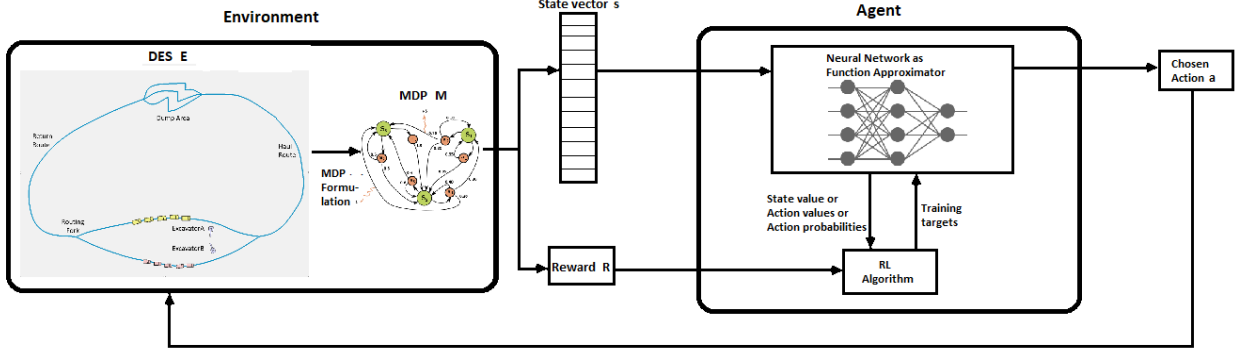 Environment
State vector s
Agent
DES E
Dump Area
Return
Route
Haul
Route
Routing
Fork
ExcavatorA
ExcavatorB
MDP M
MDP
Formu-
lation
Neural Network as
Function Approximator
Chosen
Action a
State value or
Action values or
Action probabilities
Training
targets
Reward R
RL
Algorithm